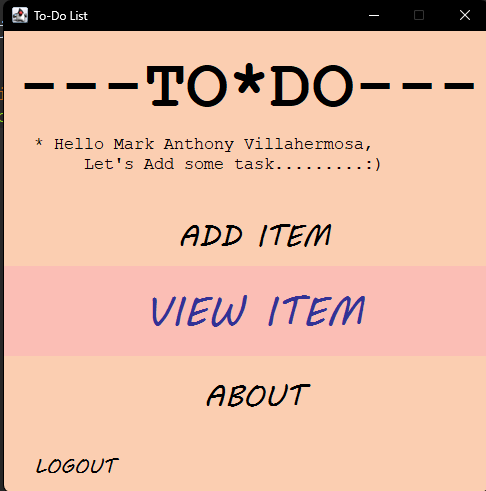 To-Do List
---TO*DO---
* Hello Mark Anthony Villahermosa,
Let's Add some task.........:)
ADD ITEM
VIEW ITEM
ABOUT
LOGOUT